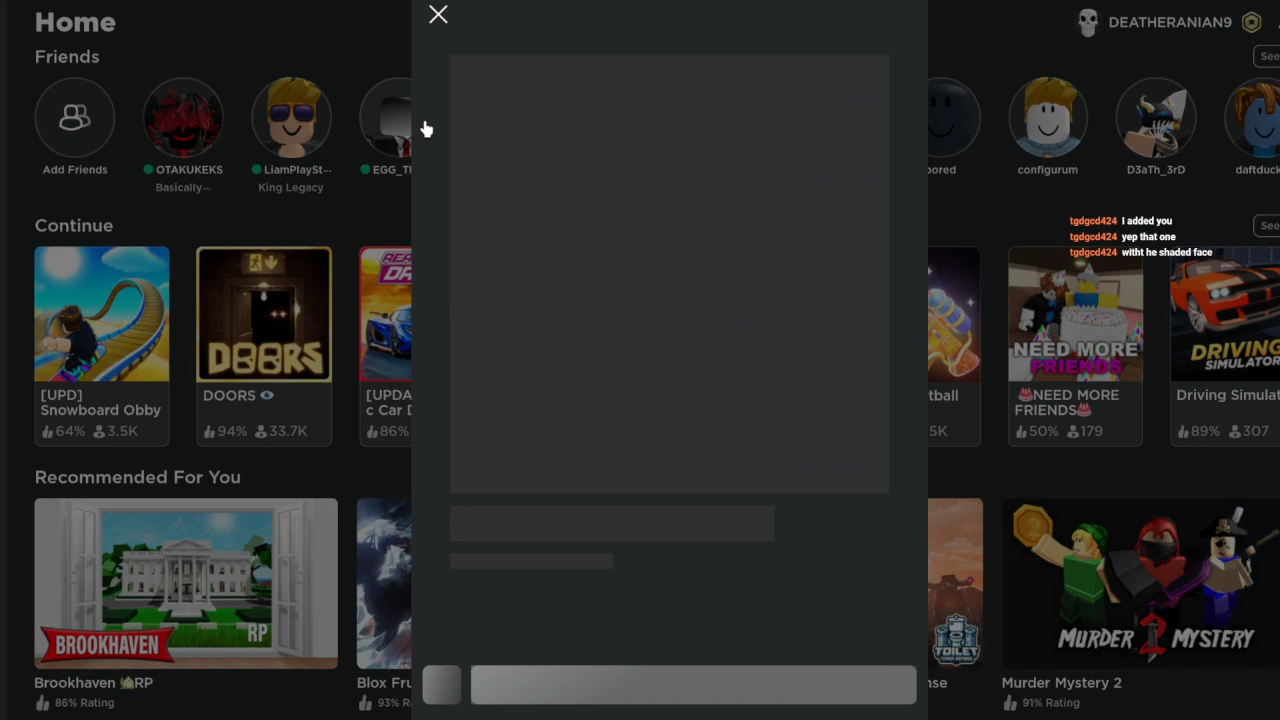 Home
DEATHERANIAN9
Friends
See
Add Friends
OTAKUKEKS
Basically...
LiamPlaySt...
King Legacy
EGG_Th
bored
configurum
D3aTh_3rD
daftduck
tgdgcd424 I added you
tgdgcd424 yep that one
tgdgcd424 witht he shaded face
Continue
See
DOORS
NEED MORE
FRIENDS
DRIVING
SIMULATOR
[UPD]
Snowboard Obby
64% 3.5K
DOORS
94% 33.7K
[UPDA
c Car D
86%
tball
5K
NEED MORE
FRIENDS
50% 179
Driving Simulat
89% 307
Recommended For You
BROOKHAVEN
RP
TOILET
MURDER 2 MYSTERY
Brookhaven RP
86% Rating
Blox Fru
93% R
nse
Murder Mystery 2
91% Rating